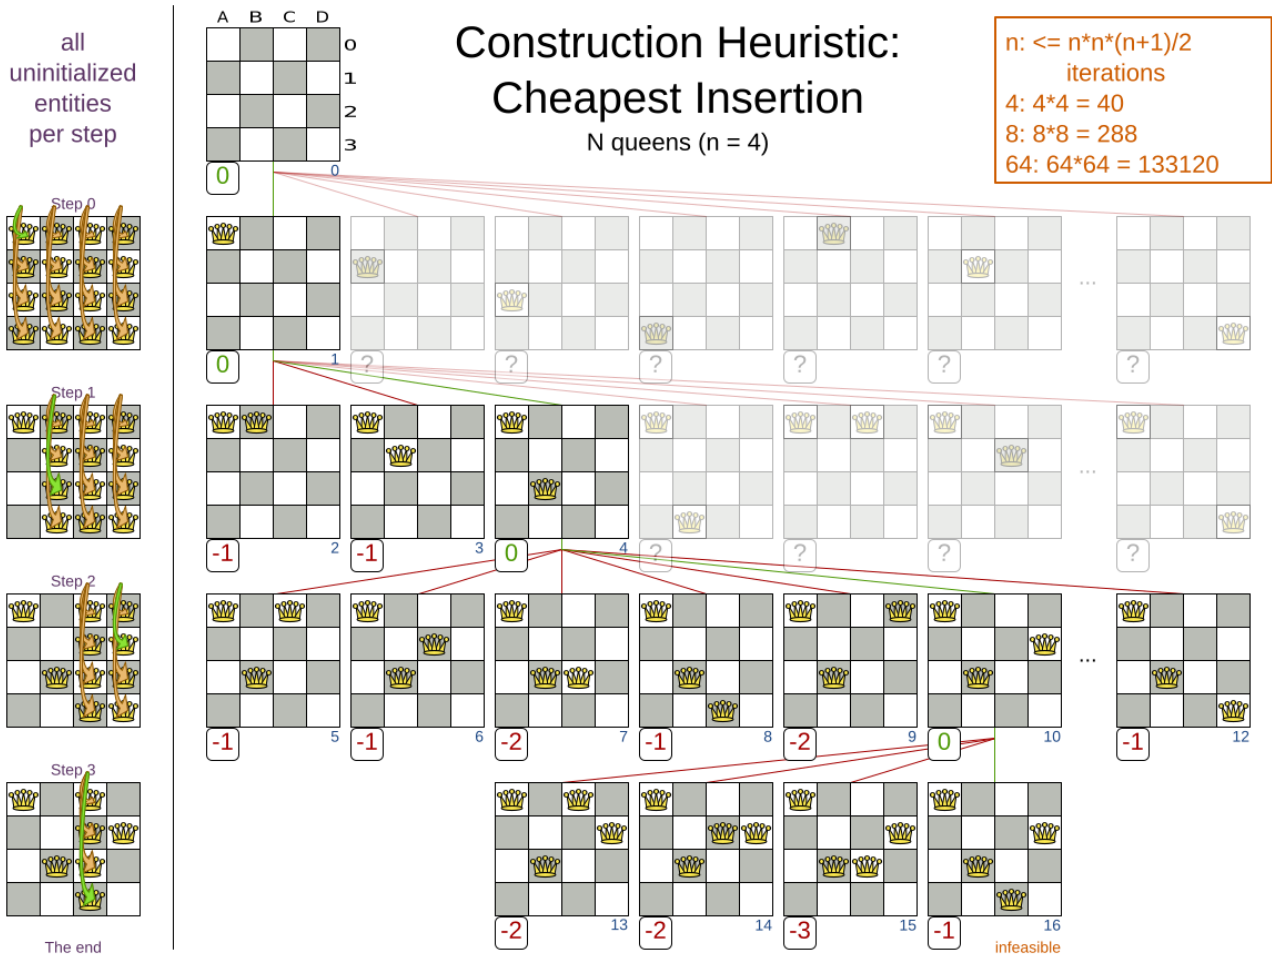 A B C D
0
1
2
3
all
uninitialized
entities
per step
Construction Heuristic:
Cheapest Insertion
N queens (n = 4)
n: <= n*n*(n+1)/2
iterations
4: 4*4 = 40
8: 8*8 = 288
64: 64*64 = 133120
0 0
Step 0
...
0 1 ? ? ? ? ? ?
Step 1
...
-1 2 -1 3 0 4 ? ? ? ?
Step 2
...
-1 5 -1 6 -2 7 -1 8 -2 9 0 10 -1 12
Step 3
-2 13 -2 14 -3 15 -1 16
The end
infeasible